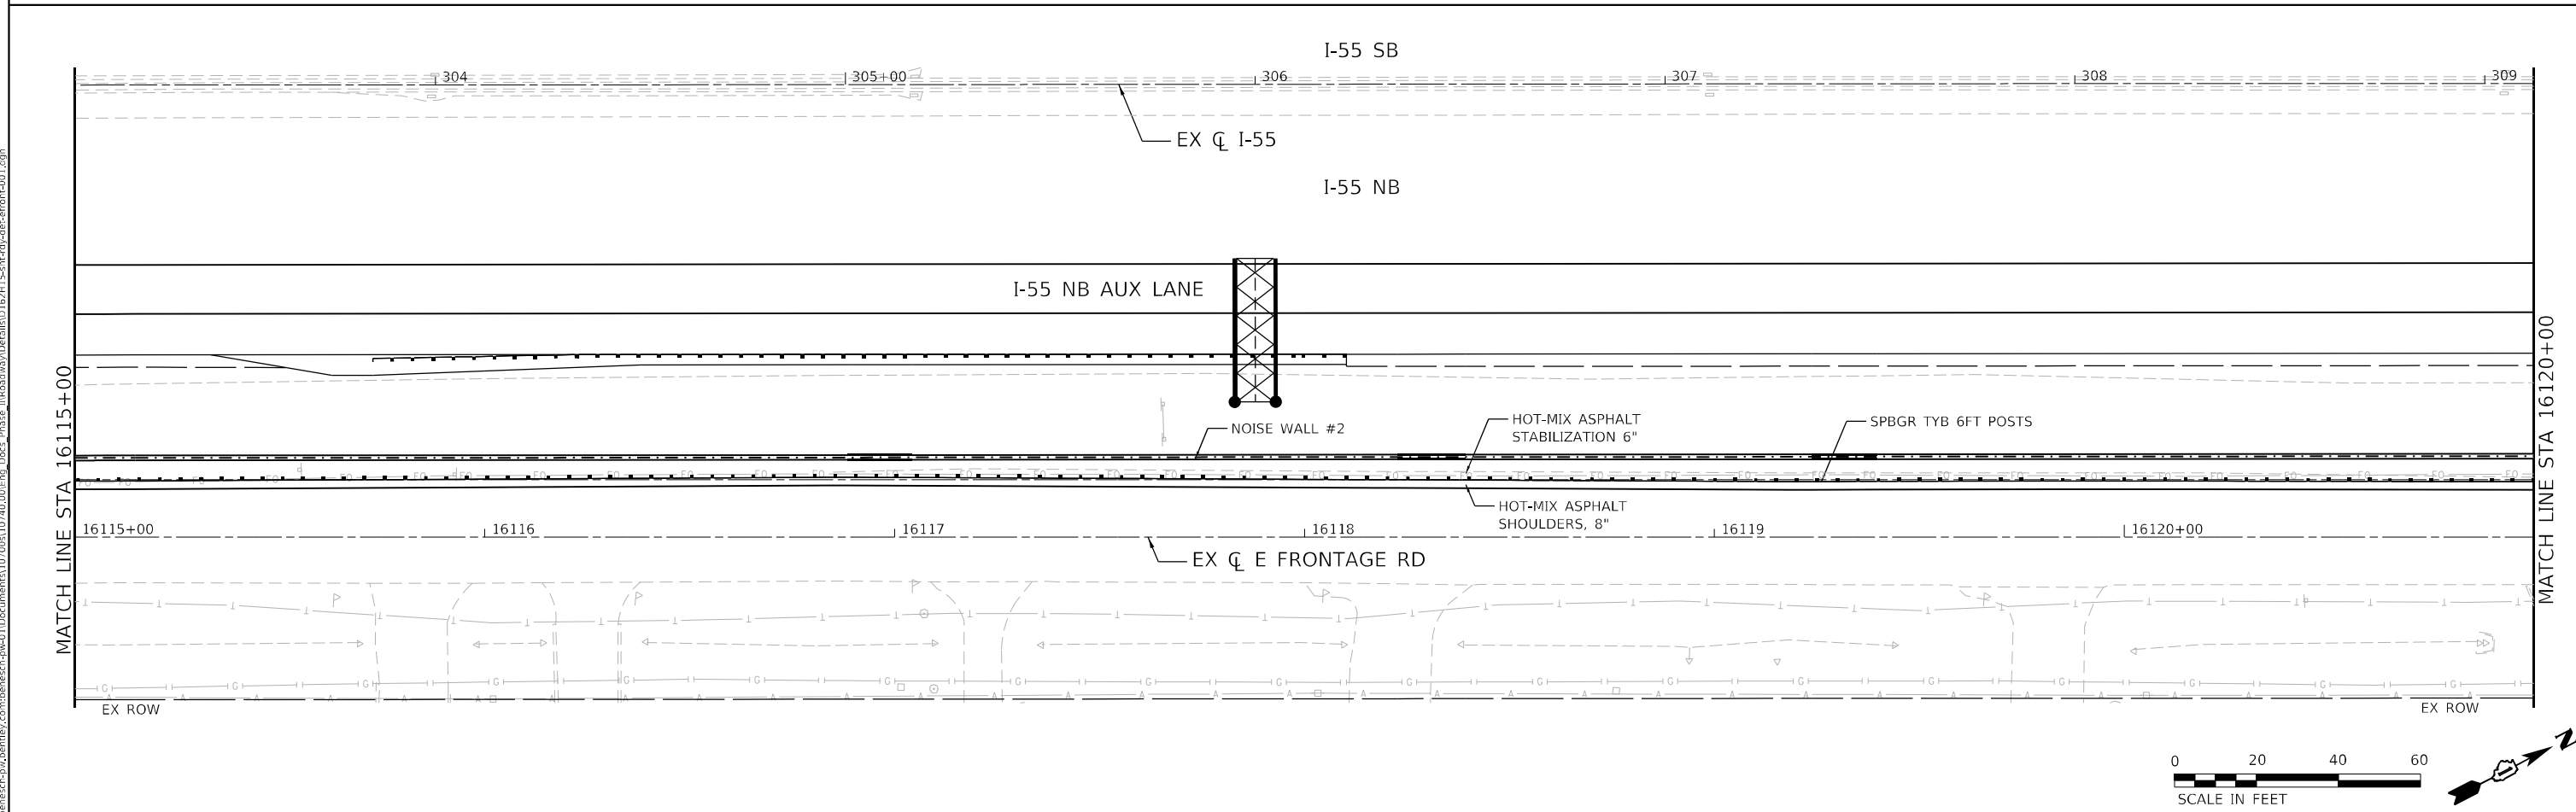 I-55 SB
304
305+00
306
307
308
309
EX ℄ I-55
I-55 NB
I-55 NB AUX LANE
MATCH LINE STA 16115+00
MATCH LINE STA 16120+00
NOISE WALL #2
HOT-MIX ASPHALT
STABILIZATION 6"
SPBGR TYB 6FT POSTS
HOT-MIX ASPHALT
SHOULDERS, 8"
16115+00
16116
16117
16118
16119
16120+00
EX ℄ E FRONTAGE RD
EX ROW
EX ROW
0 20 40 60
SCALE IN FEET
N